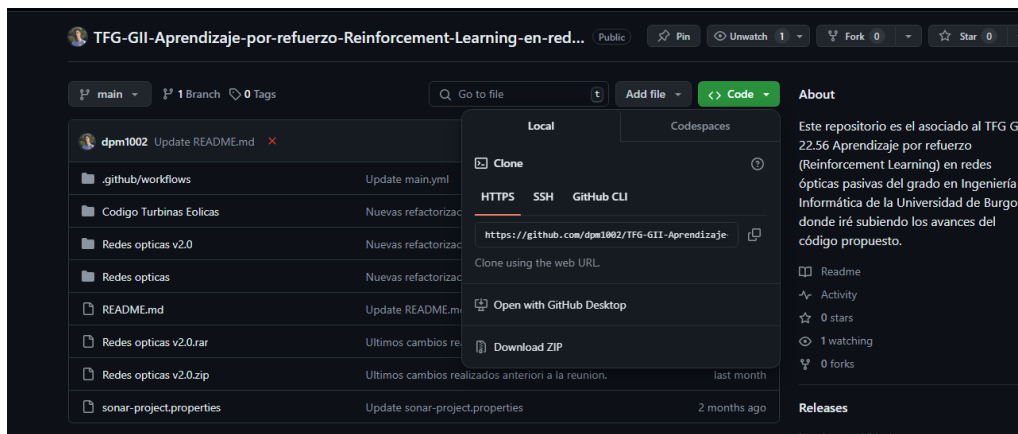 TFG-GII-Aprendizaje-por-refuerzo-Reinforcement-Learning-en-red... Public Pin Unwatch 1 Fork 0 Star 0
main 1 Branch 0 Tags Go to file t Add file <> Code
About
Local Codespaces
Este repositorio es el asociado al TFG G
22.56 Aprendizaje por refuerzo
(Reinforcement Learning) en redes
ópticas pasivas del grado en Ingeniería
Informática de la Universidad de Burgo
donde iré subiendo los avances del
código propuesto.
dpm1002 Update README.md
Clone
HTTPS SSH GitHub CLI
https://github.com/dpm1002/TFG-GII-Aprendizaje-
Clone using the web URL.
Open with GitHub Desktop
Download ZIP
.github/workflows Update main.yml
Codigo Turbinas Eolicas Nuevas refactorizac
Redes opticas v2.0 Nuevas refactorizac
Redes opticas Nuevas refactorizac
README.md Update README.m
Redes opticas v2.0.rar Ultimos cambios re
Redes opticas v2.0.zip Ultimos cambios realizados anteriori a la reunion. last month
sonar-project.properties Update sonar-project.properties 2 months ago
Readme
Activity
0 stars
1 watching
0 forks
Releases